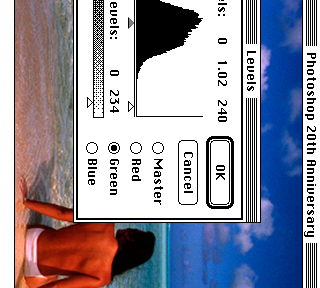 Photoshop 20th Anniversary
Levels
ls: 0 1.02 240
OK
Cancel
Master
Red
Green
Blue
evels: 0 234